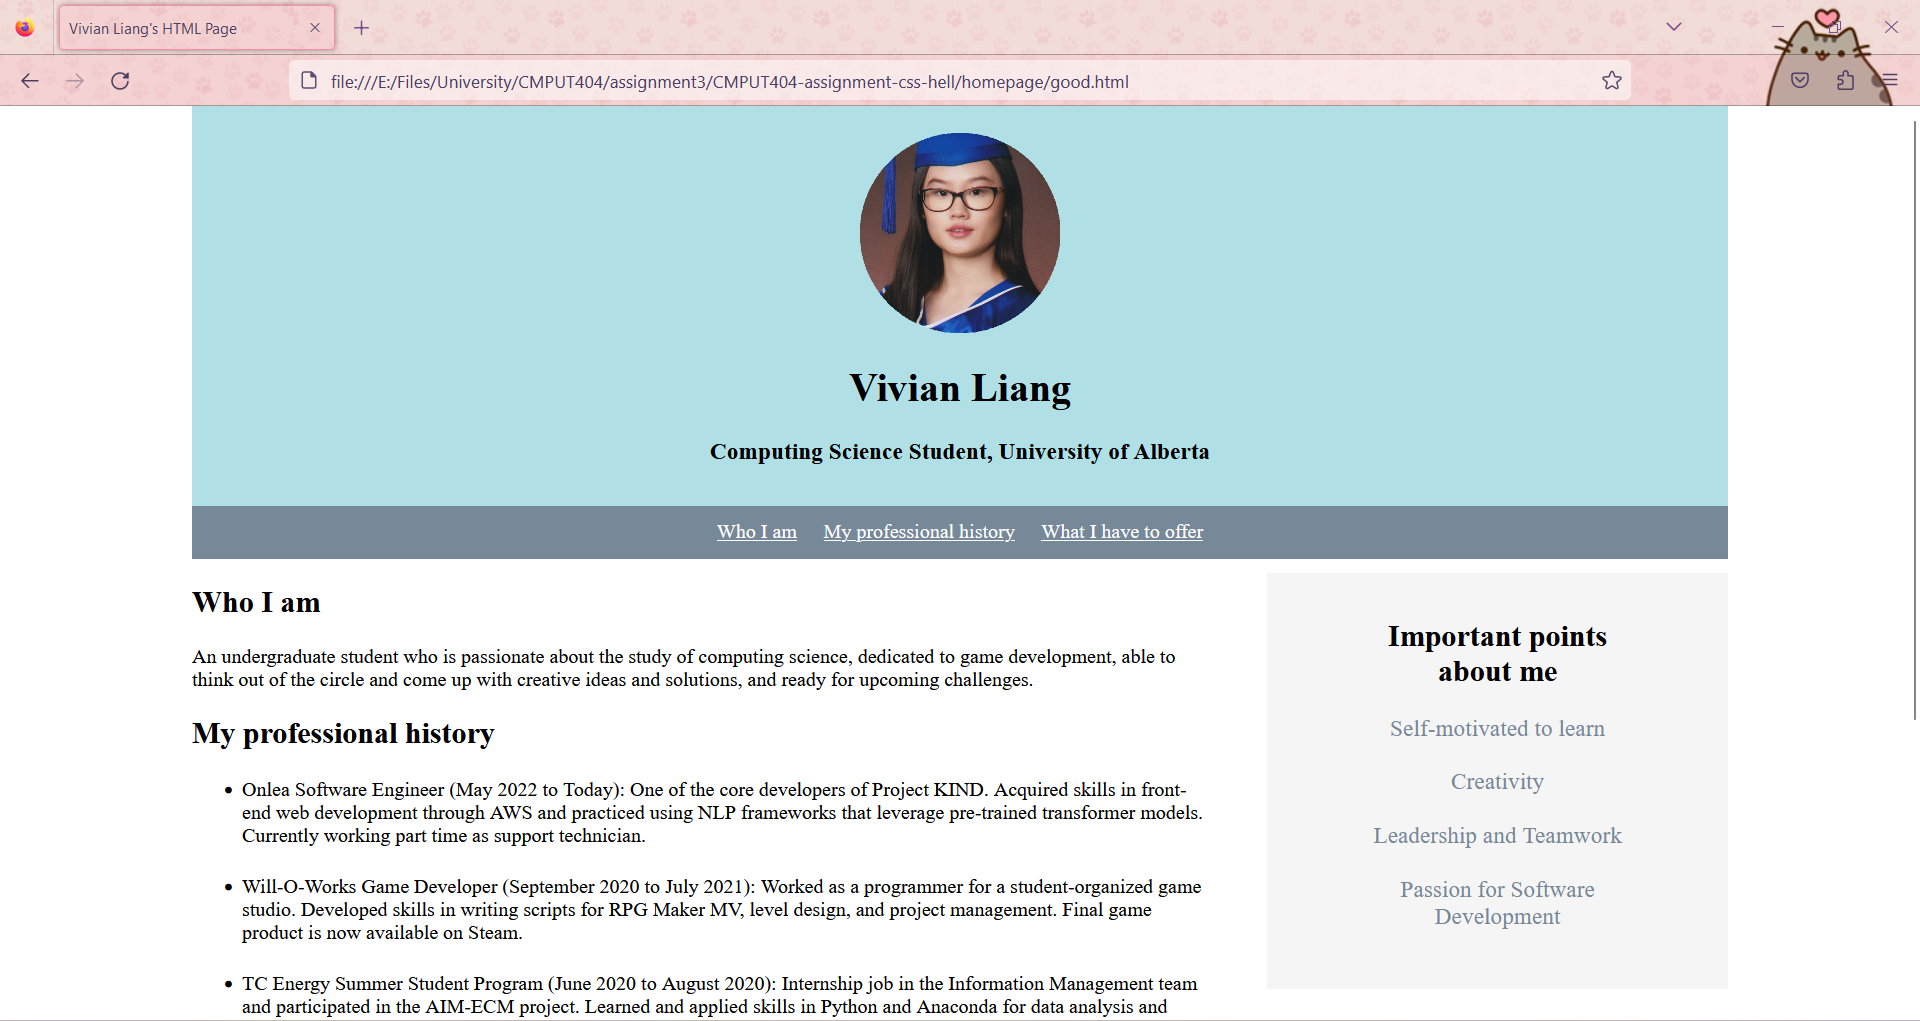 Vivian Liang's HTML Page
file:///E:/Files/University/CMPUT404/assignment3/CMPUT404-assignment-css-hell/homepage/good.html
Vivian Liang
Computing Science Student, University of Alberta
Who I am My professional history What I have to offer
Who I am
An undergraduate student who is passionate about the study of computing science, dedicated to game development, able to
think out of the circle and come up with creative ideas and solutions, and ready for upcoming challenges.
My professional history
• Onlea Software Engineer (May 2022 to Today): One of the core developers of Project KIND. Acquired skills in front-
end web development through AWS and practiced using NLP frameworks that leverage pre-trained transformer models.
Currently working part time as support technician.
• Will-O-Works Game Developer (September 2020 to July 2021): Worked as a programmer for a student-organized game
studio. Developed skills in writing scripts for RPG Maker MV, level design, and project management. Final game
product is now available on Steam.
• TC Energy Summer Student Program (June 2020 to August 2020): Internship job in the Information Management team
and participated in the AIM-ECM project. Learned and applied skills in Python and Anaconda for data analysis and
Important points
about me
Self-motivated to learn
Creativity
Leadership and Teamwork
Passion for Software
Development